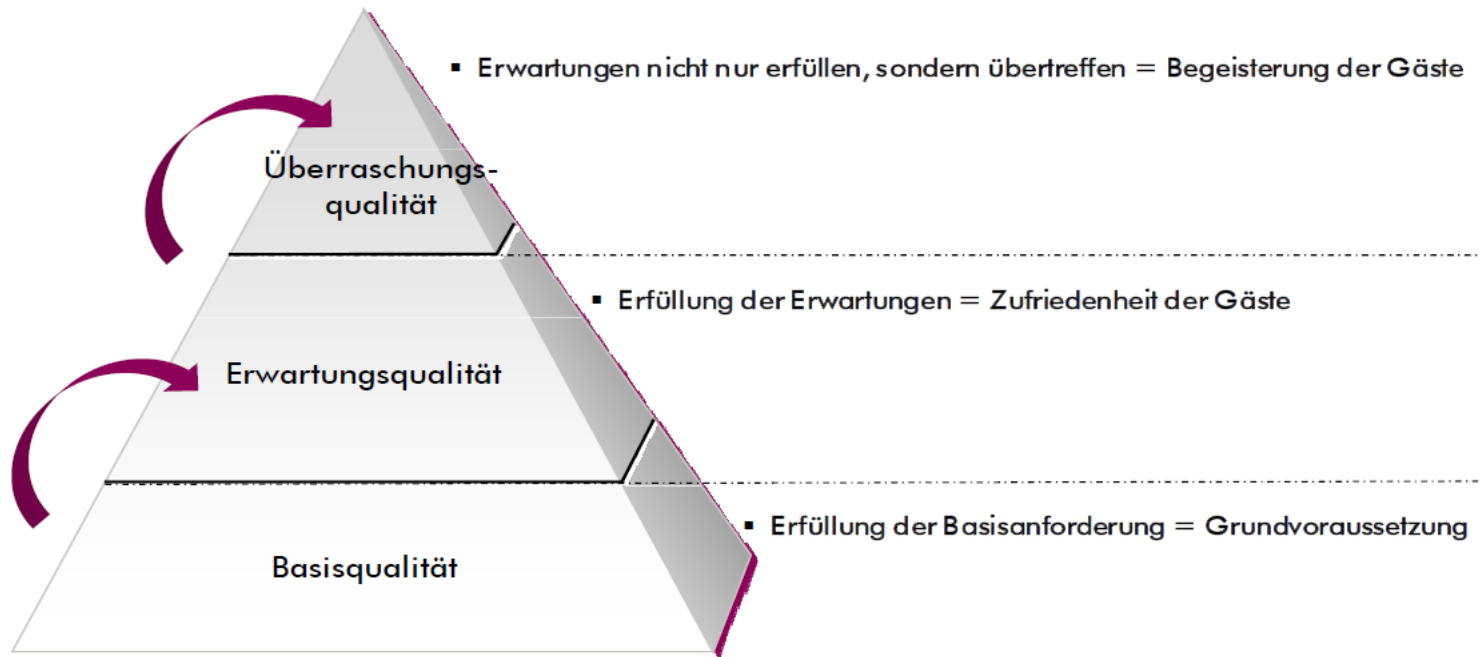 ▪ Erwartungen nicht nur erfüllen, sondern übertreffen = Begeisterung der Gäste
Überraschungs-
qualität
▪ Erfüllung der Erwartungen = Zufriedenheit der Gäste
Erwartungsqualität
▪ Erfüllung der Basisanforderung = Grundvoraussetzung
Basisqualität